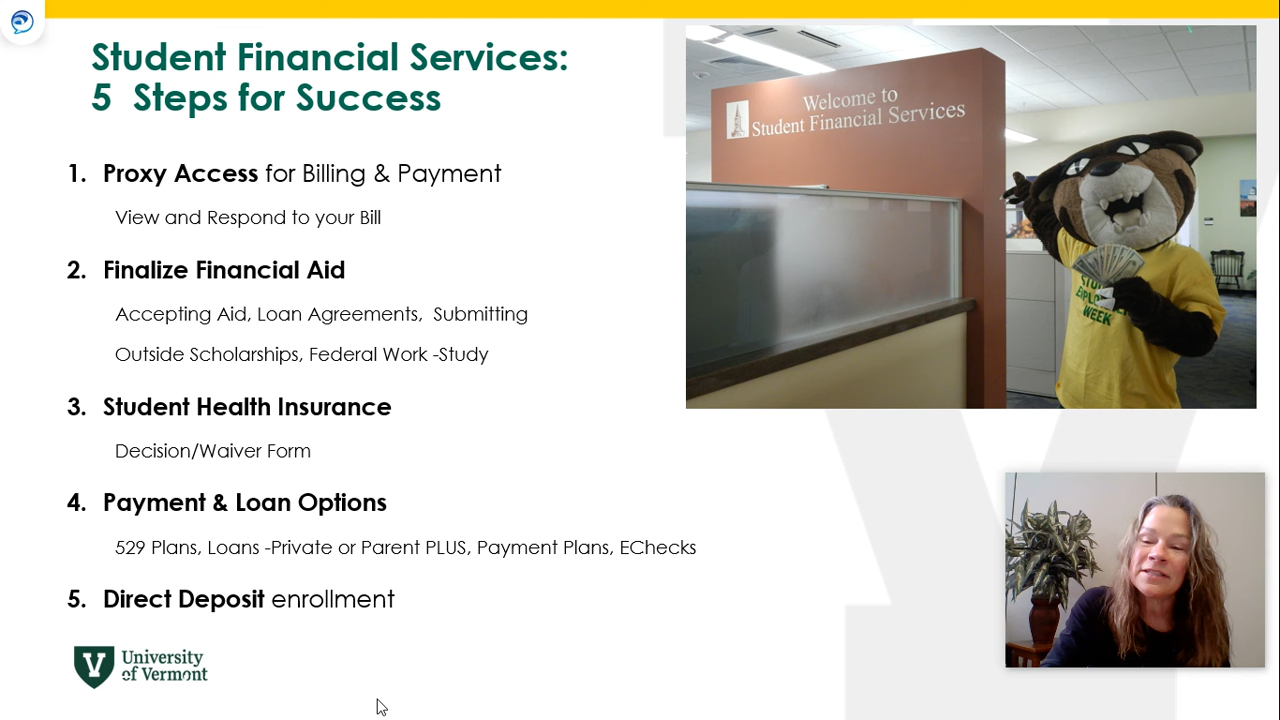 Student Financial Services:
5 Steps for Success
1. Proxy Access for Billing & Payment
View and Respond to your Bill
2. Finalize Financial Aid
Accepting Aid, Loan Agreements, Submitting
Outside Scholarships, Federal Work -Study
3. Student Health Insurance
Decision/Waiver Form
4. Payment & Loan Options
529 Plans, Loans -Private or Parent PLUS, Payment Plans, EChecks
5. Direct Deposit enrollment
University
of Vermont
Welcome to
Student Financial Services
WEEK